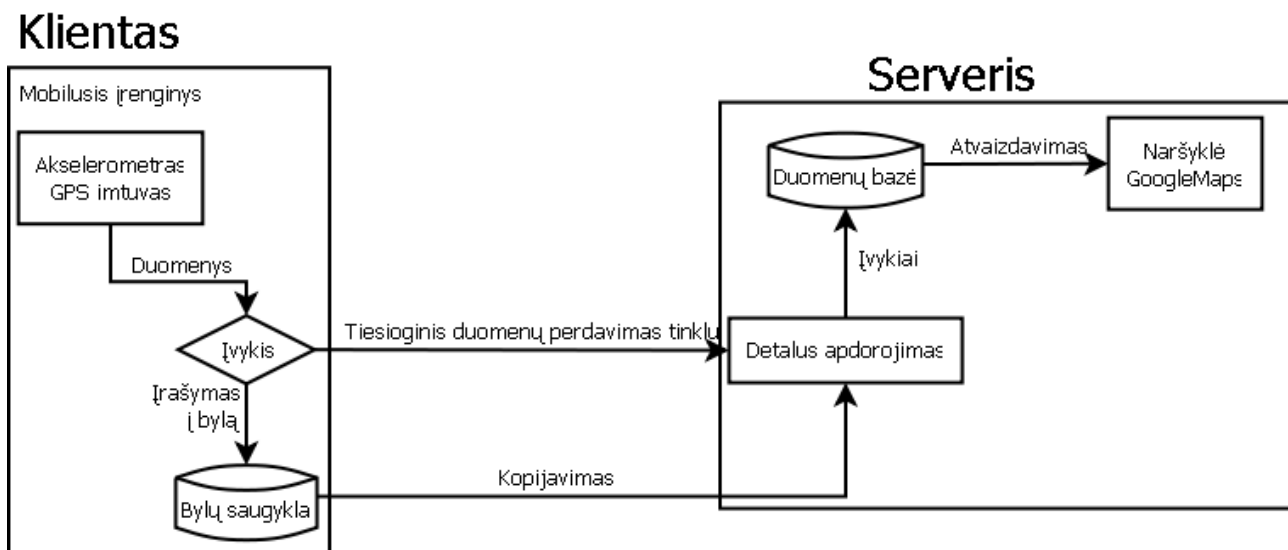 Klientas
Mobilusis įrenginys
Akselerometras
GPS imtuvas
Duomenys
Įvykis
Įrašymas
į bylą
Bylų saugykla
Tiesioginis duomenų perdavimas tinklu
Kopijavimas
Serveris
Duomenų bazė
Atvaizdavimas
Naršyklė
GoogleMaps
Įvykiai
Detalus apdorojimas